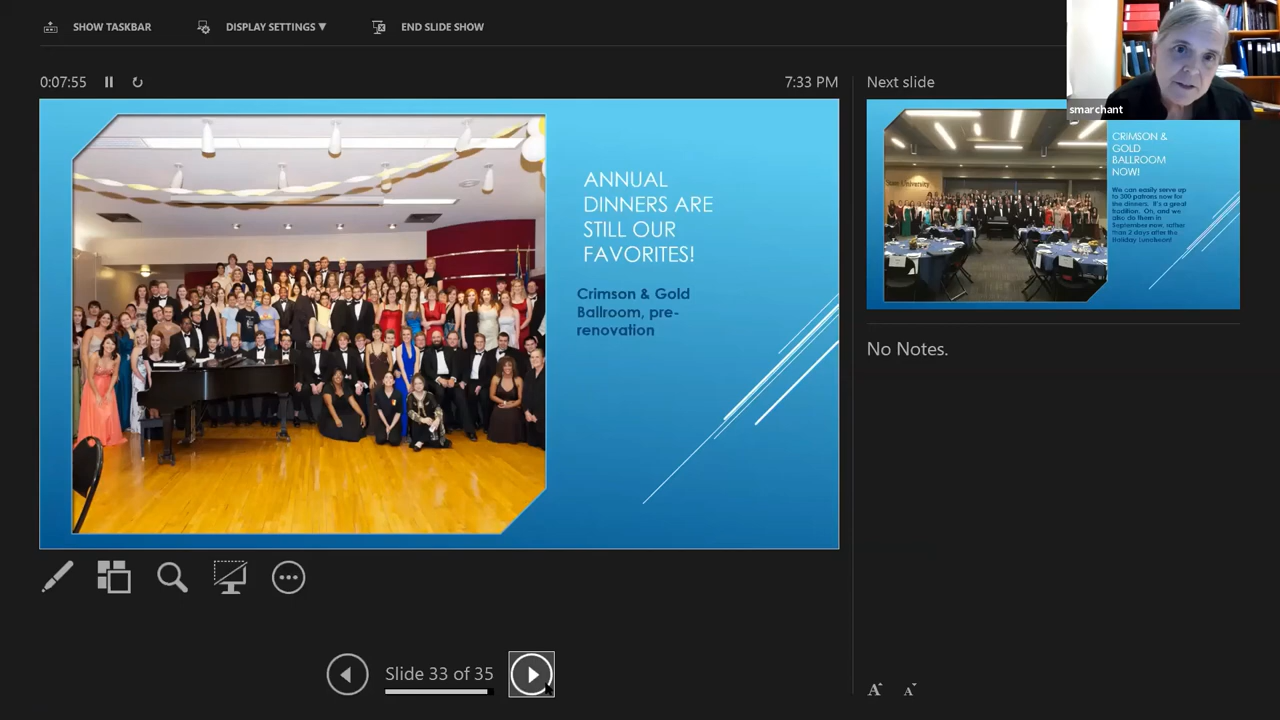 SHOW TASKBAR
DISPLAY SETTINGS ▼
END SLIDE SHOW
0:07:55
7:33 PM
Next slide
smarchant
ANNUAL
DINNERS ARE
STILL OUR
FAVORITES!
Crimson & Gold
Ballroom, pre-
renovation
CRIMSON &
GOLD
BALLROOM
NOW!
We can easily serve up
to 300 patrons now for
the dinners. It's a great
tradition. Oh, and we
also do them in
September now, rather
than 2 days after the
Holiday Luncheon!
University
No Notes.
Slide 33 of 35
A A